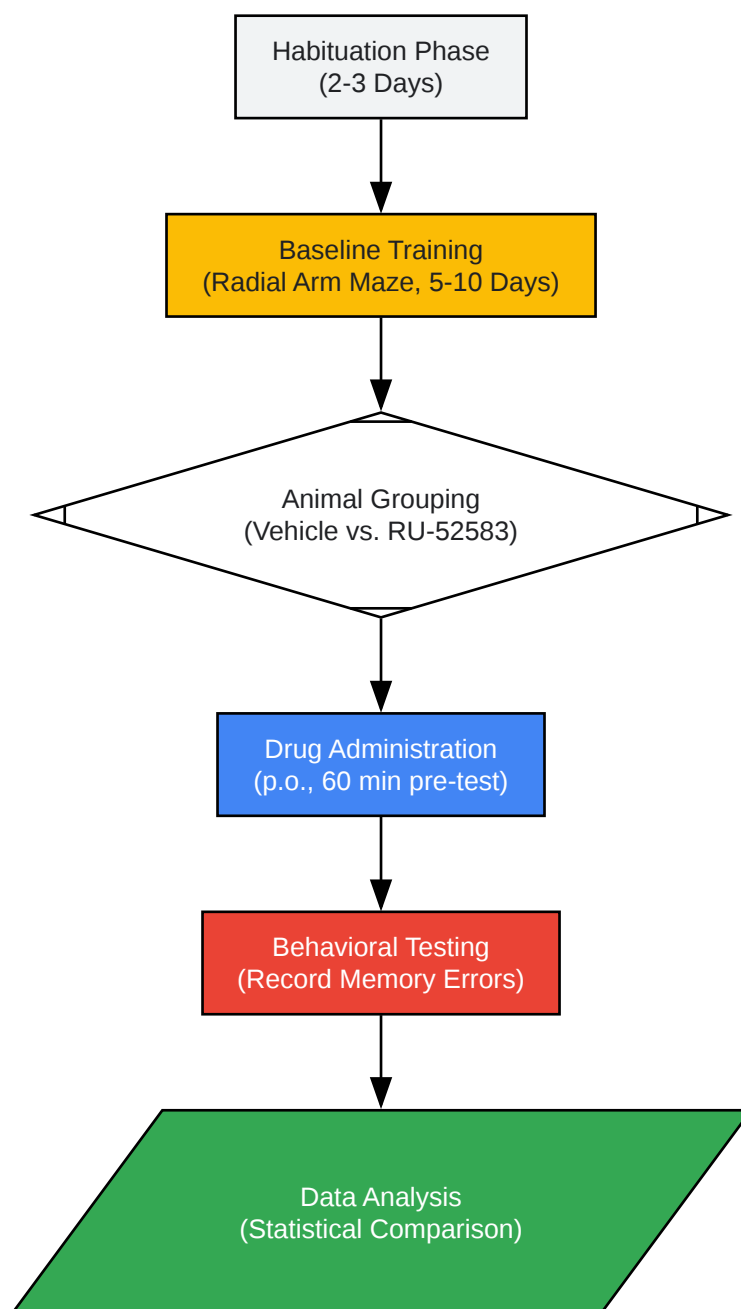 Habituation Phase
(2-3 Days)
Baseline Training
(Radial Arm Maze, 5-10 Days)
Animal Grouping
(Vehicle vs. RU-52583)
Drug Administration
(p.o., 60 min pre-test)
Behavioral Testing
(Record Memory Errors)
Data Analysis
(Statistical Comparison)